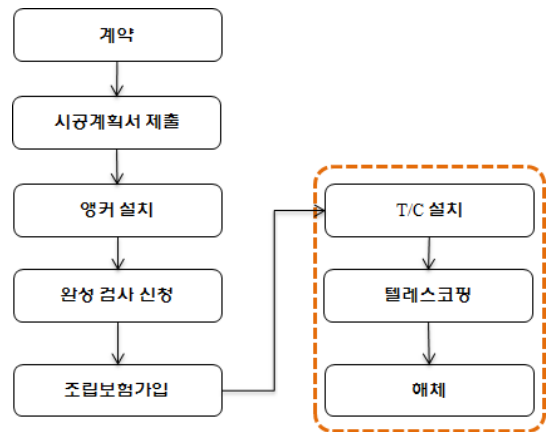 계약
시공계획서 제출
앵커 설치
완성 검사 신청
조립보험가입
T/C 설치
텔레스코핑
해체